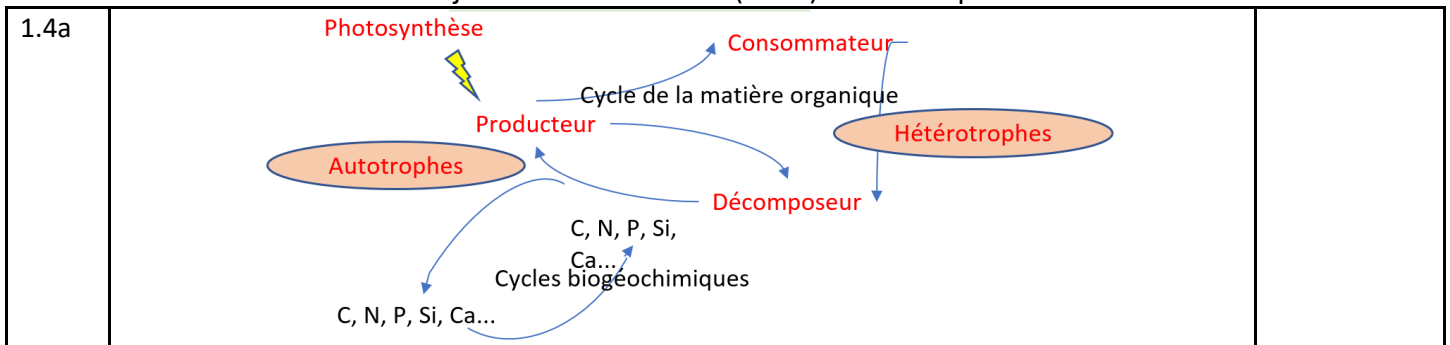 1.4a
Photosynthèse
Consommateur
Cycle de la matière organique
Producteur
Hétérotrophes
Autotrophes
Décomposeur
C, N, P, Si,
Ca...
Cycles biogéochimiques
C, N, P, Si, Ca...